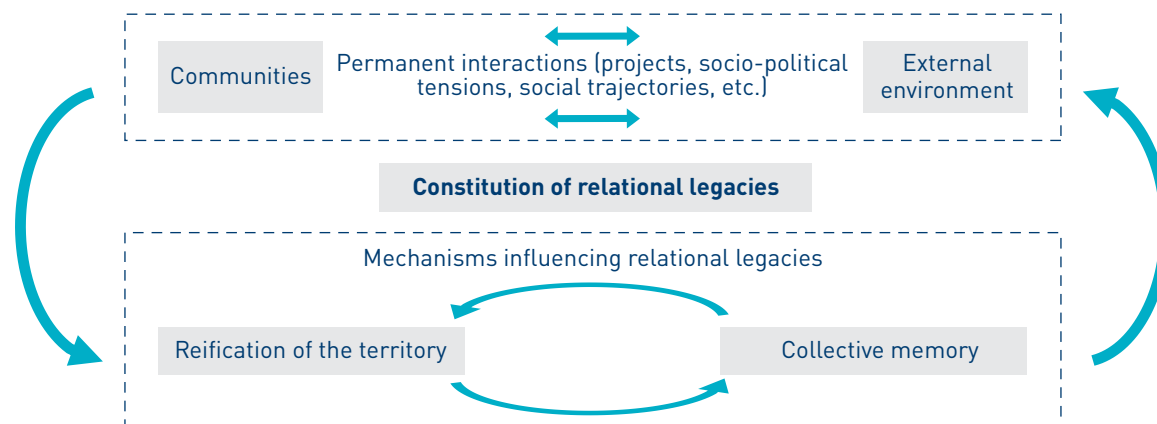 Communities
Permanent interactions (projects, socio-political
tensions, social trajectories, etc.)
External
environment
Constitution of relational legacies
Mechanisms influencing relational legacies
Reification of the territory
Collective memory